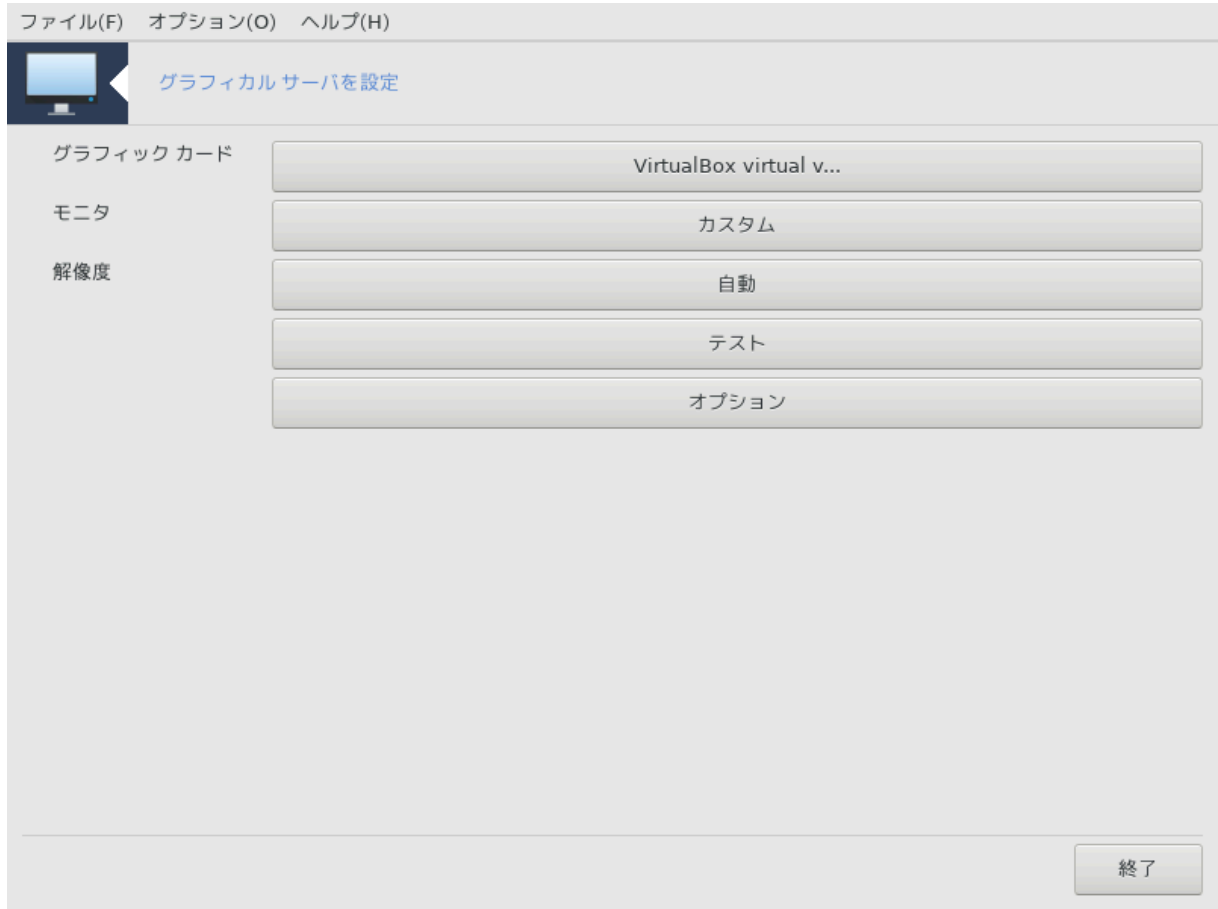 ファイル(F) オプション(O) ヘルプ(H)
グラフィカル サーバを設定
グラフィック カード
VirtualBox virtual v...
モニタ
カスタム
解像度
自動
テスト
オプション
終了